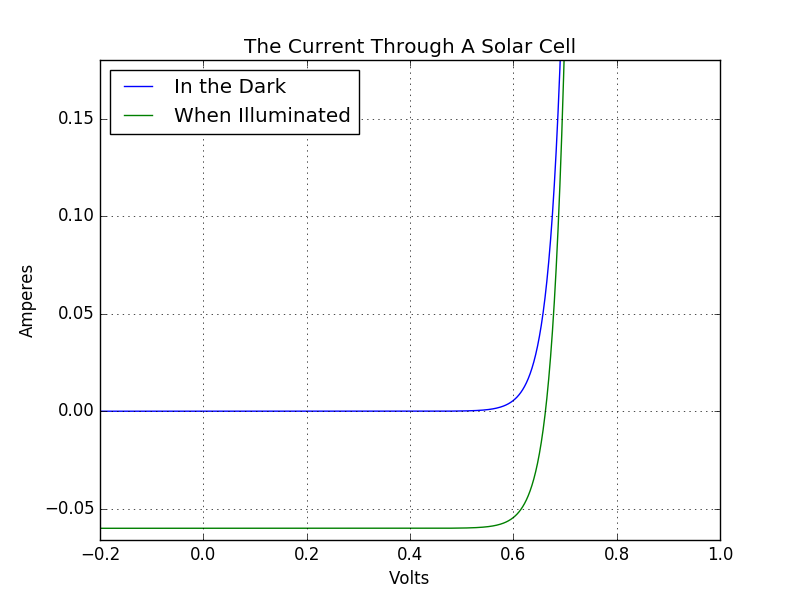 The Current Through A Solar Cell
In the Dark
When Illuminated
0.15
0.10
0.05
0.00
−0.05
Amperes
−0.2 0.0 0.2 0.4 0.6 0.8 1.0
Volts